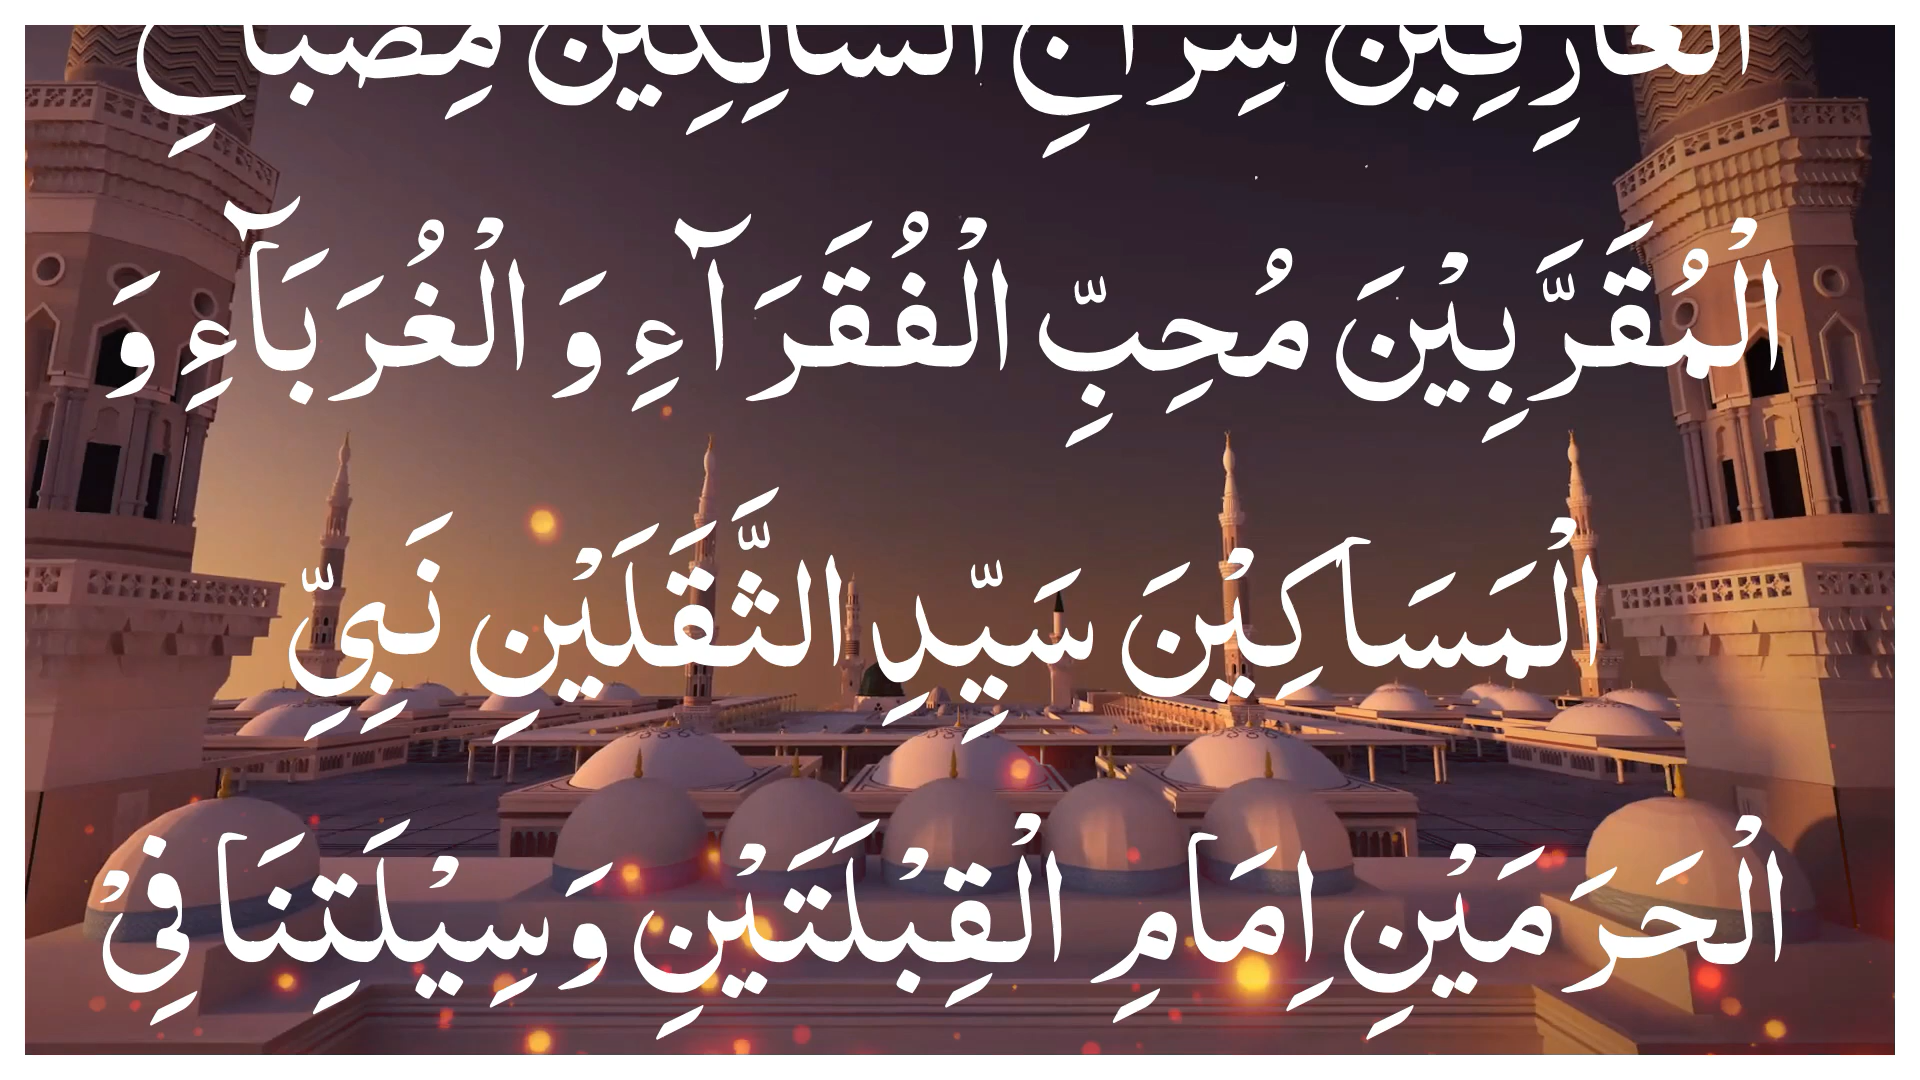 الْعَارِفِيْنَ سِرَاجِ السَّالِكِيْنَ مِصْبَاحِ
الْمُقَرَّبِيْنَ مُحِبِّ الْفُقَرَآءِ وَ الْغُرَبَآءِ وَ
الْمَسَاكِيْنَ سَيِّدِ الثَّقَلَيْنِ نَبِيِّ
الْحَرَمَيْنِ اِمَامِ الْقِبْلَتَيْنِ وَسِيْلَتِنَا فِيْ